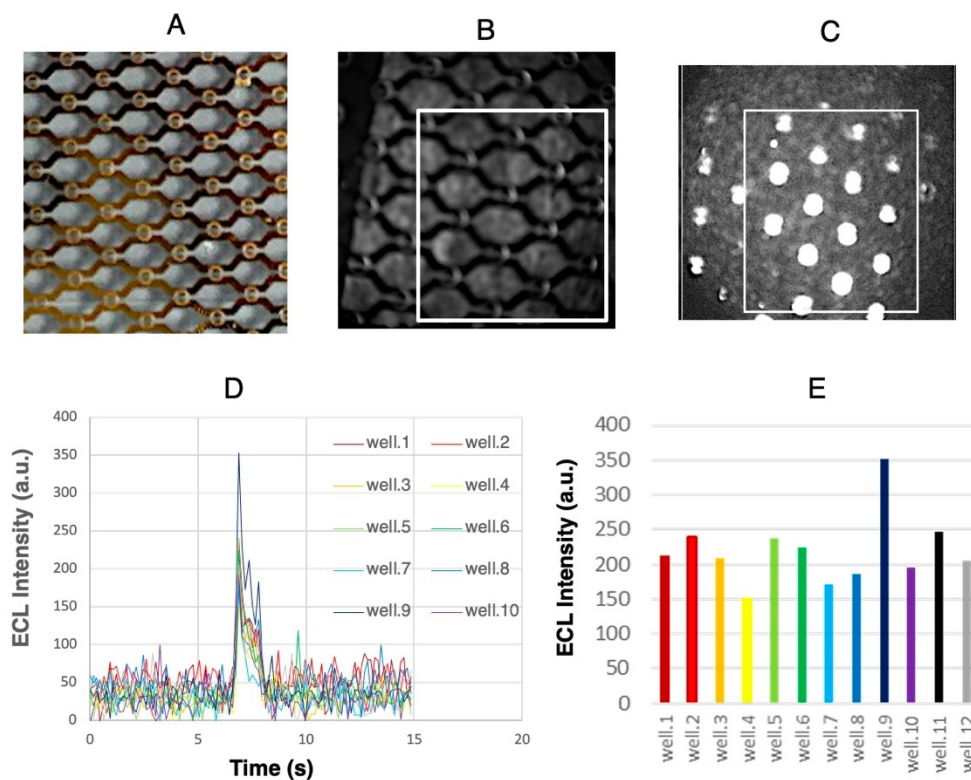 A
B
C
D
E
ECL Intensity (a.u.)
400
350
300
250
200
150
100
50
0
0
5
10
15
20
Time (s)
well.1
well.2
well.3
well.4
well.5
well.6
well.7
well.8
well.9
well.10
ECL Intensity (a.u.)
400
350
300
250
200
150
100
50
0
well.1
well.2
well.3
well.4
well.5
well.6
well.7
well.8
well.9
well.10
well.11
well.12